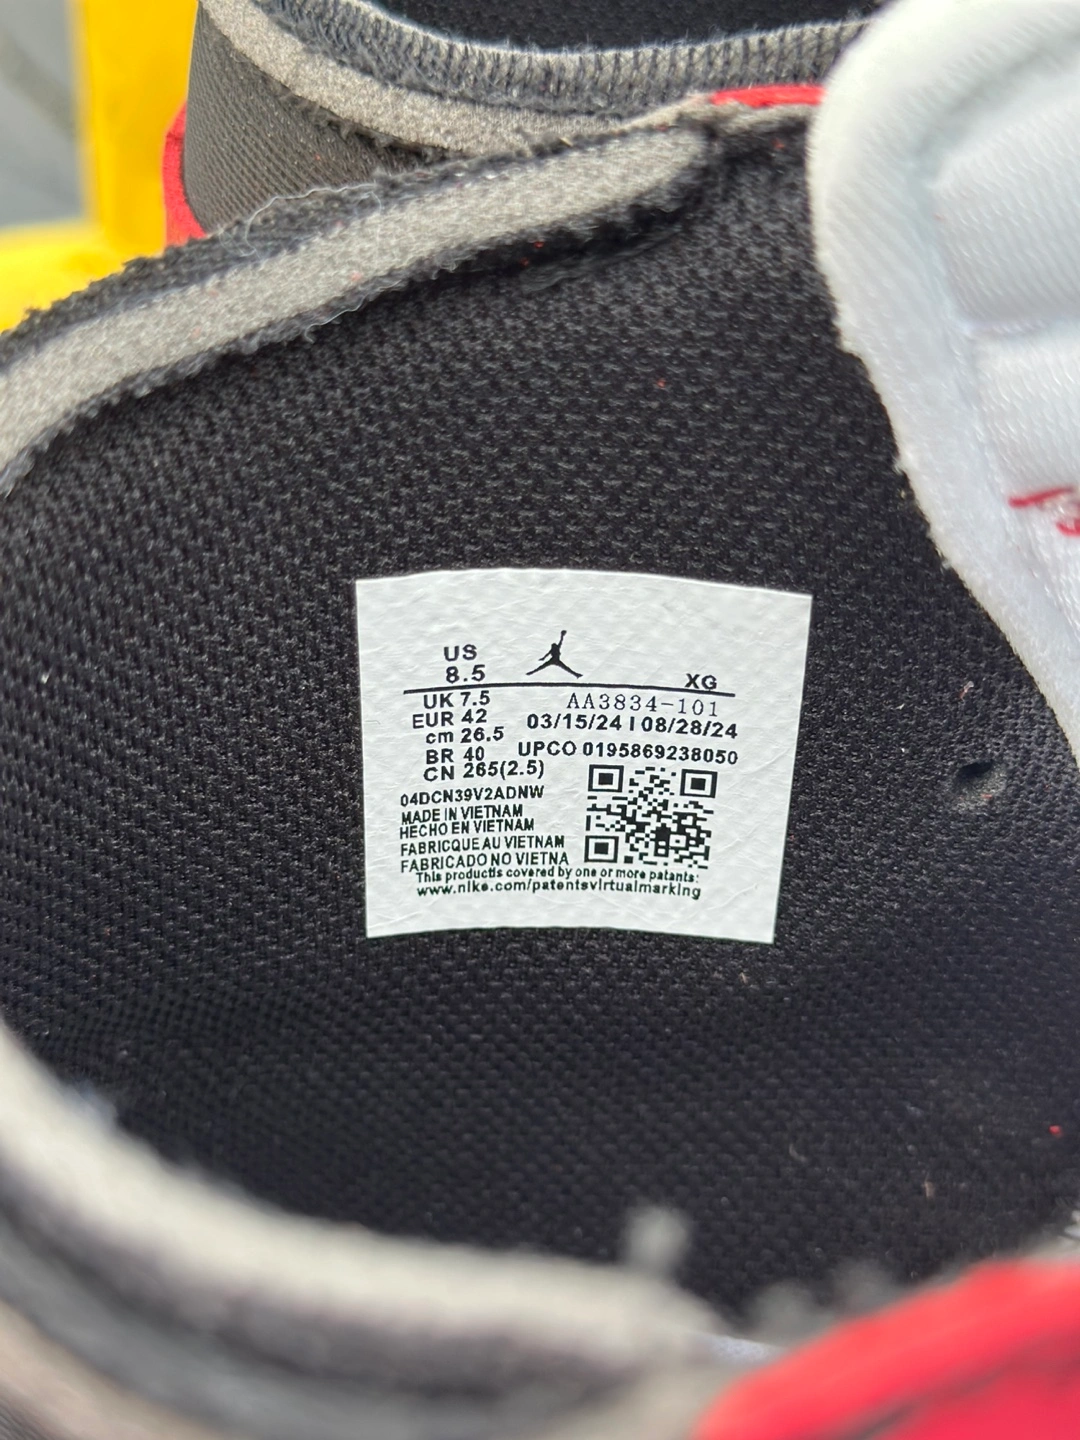 US
8.5
XG
UK 7.5
AA3834-101
EUR 42
03/15/24 I 08/28/24
cm 26.5
BR 40
UPCO 0195869238050
CN 265(2.5)
04DCN39V2ADNW
MADE IN VIETNAM
HECHO EN VIETNAM
FABRICQUE AU VIETNAM
FABRICADO NO VIETNA
This productis covered by one or more patants:
www.nike.com/patentsvirtualmarking